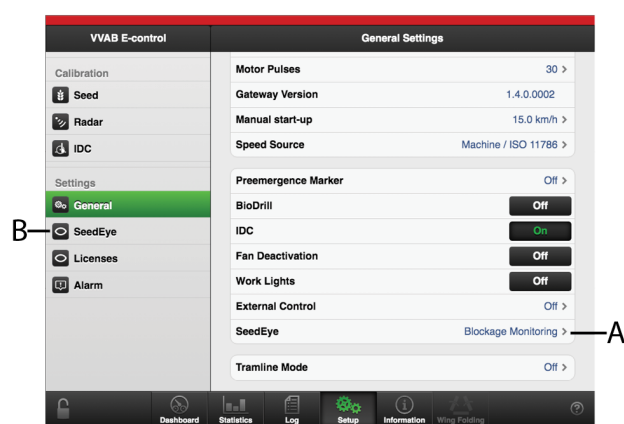 VVAB E-control
General Settings
Calibration
Seed
Radar
IDC
Settings
General
SeedEye
Licenses
Alarm
Motor Pulses 30 >
Gateway Version 1.4.0.0002
Manual start-up 15.0 km/h >
Speed Source Machine / ISO 11786 >
Preemergence Marker Off >
BioDrill Off
IDC On
Fan Deactivation Off
Work Lights Off
External Control Off >
SeedEye Blockage Monitoring >
Tramline Mode Off >
B
A
Dashboard Statistics Log Setup Information Wing Folding ?